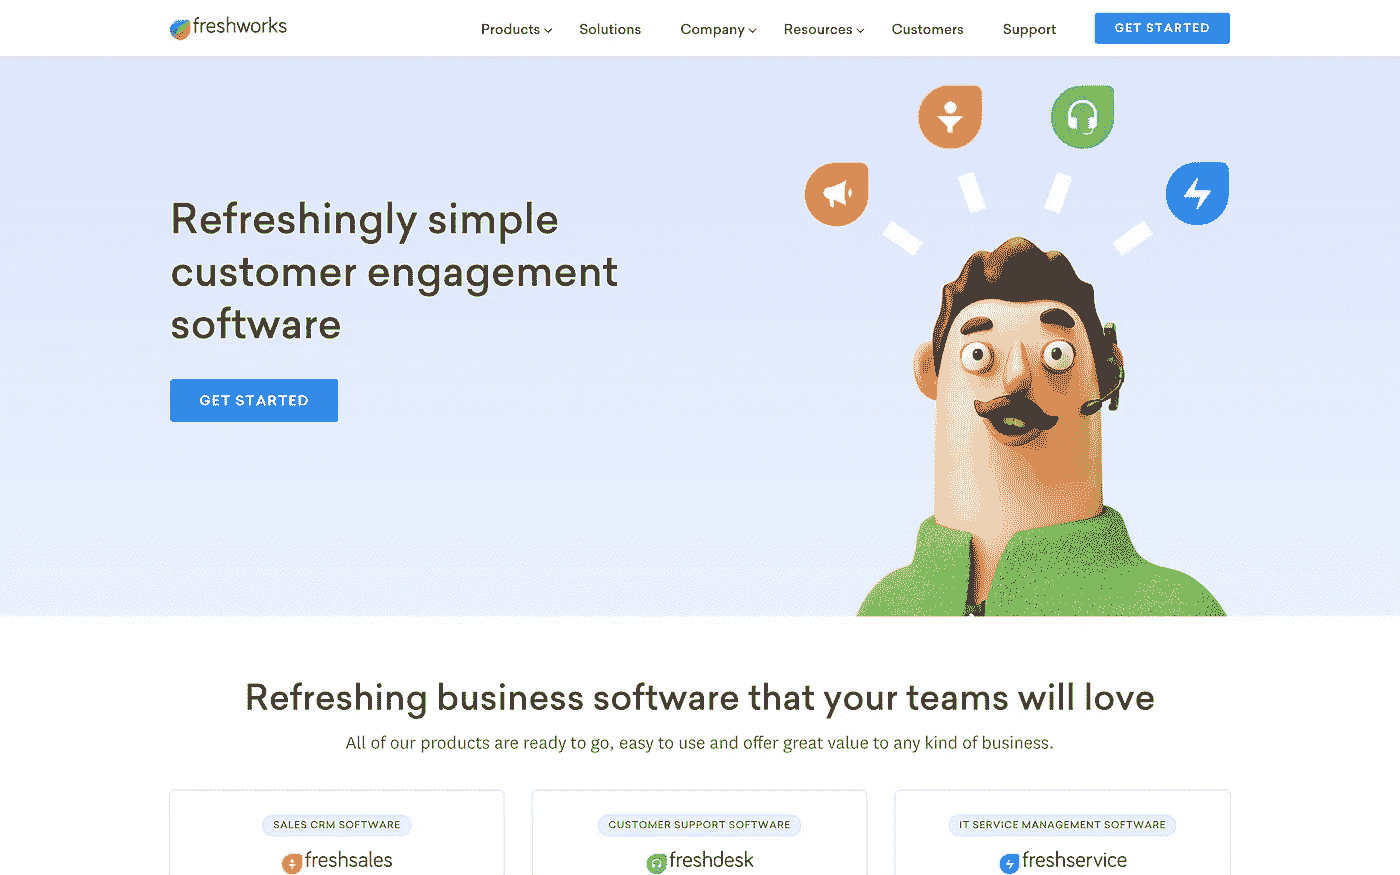 freshworks
Products
Solutions
Company
Resources
Customers
Support
GET STARTED
Refreshingly simple
customer engagement
software
GET STARTED
Refreshing business software that your teams will love
All of our products are ready to go, easy to use and offer great value to any kind of business.
SALES CRM SOFTWARE
freshsales
CUSTOMER SUPPORT SOFTWARE
freshdesk
IT SERVICE MANAGEMENT SOFTWARE
freshservice